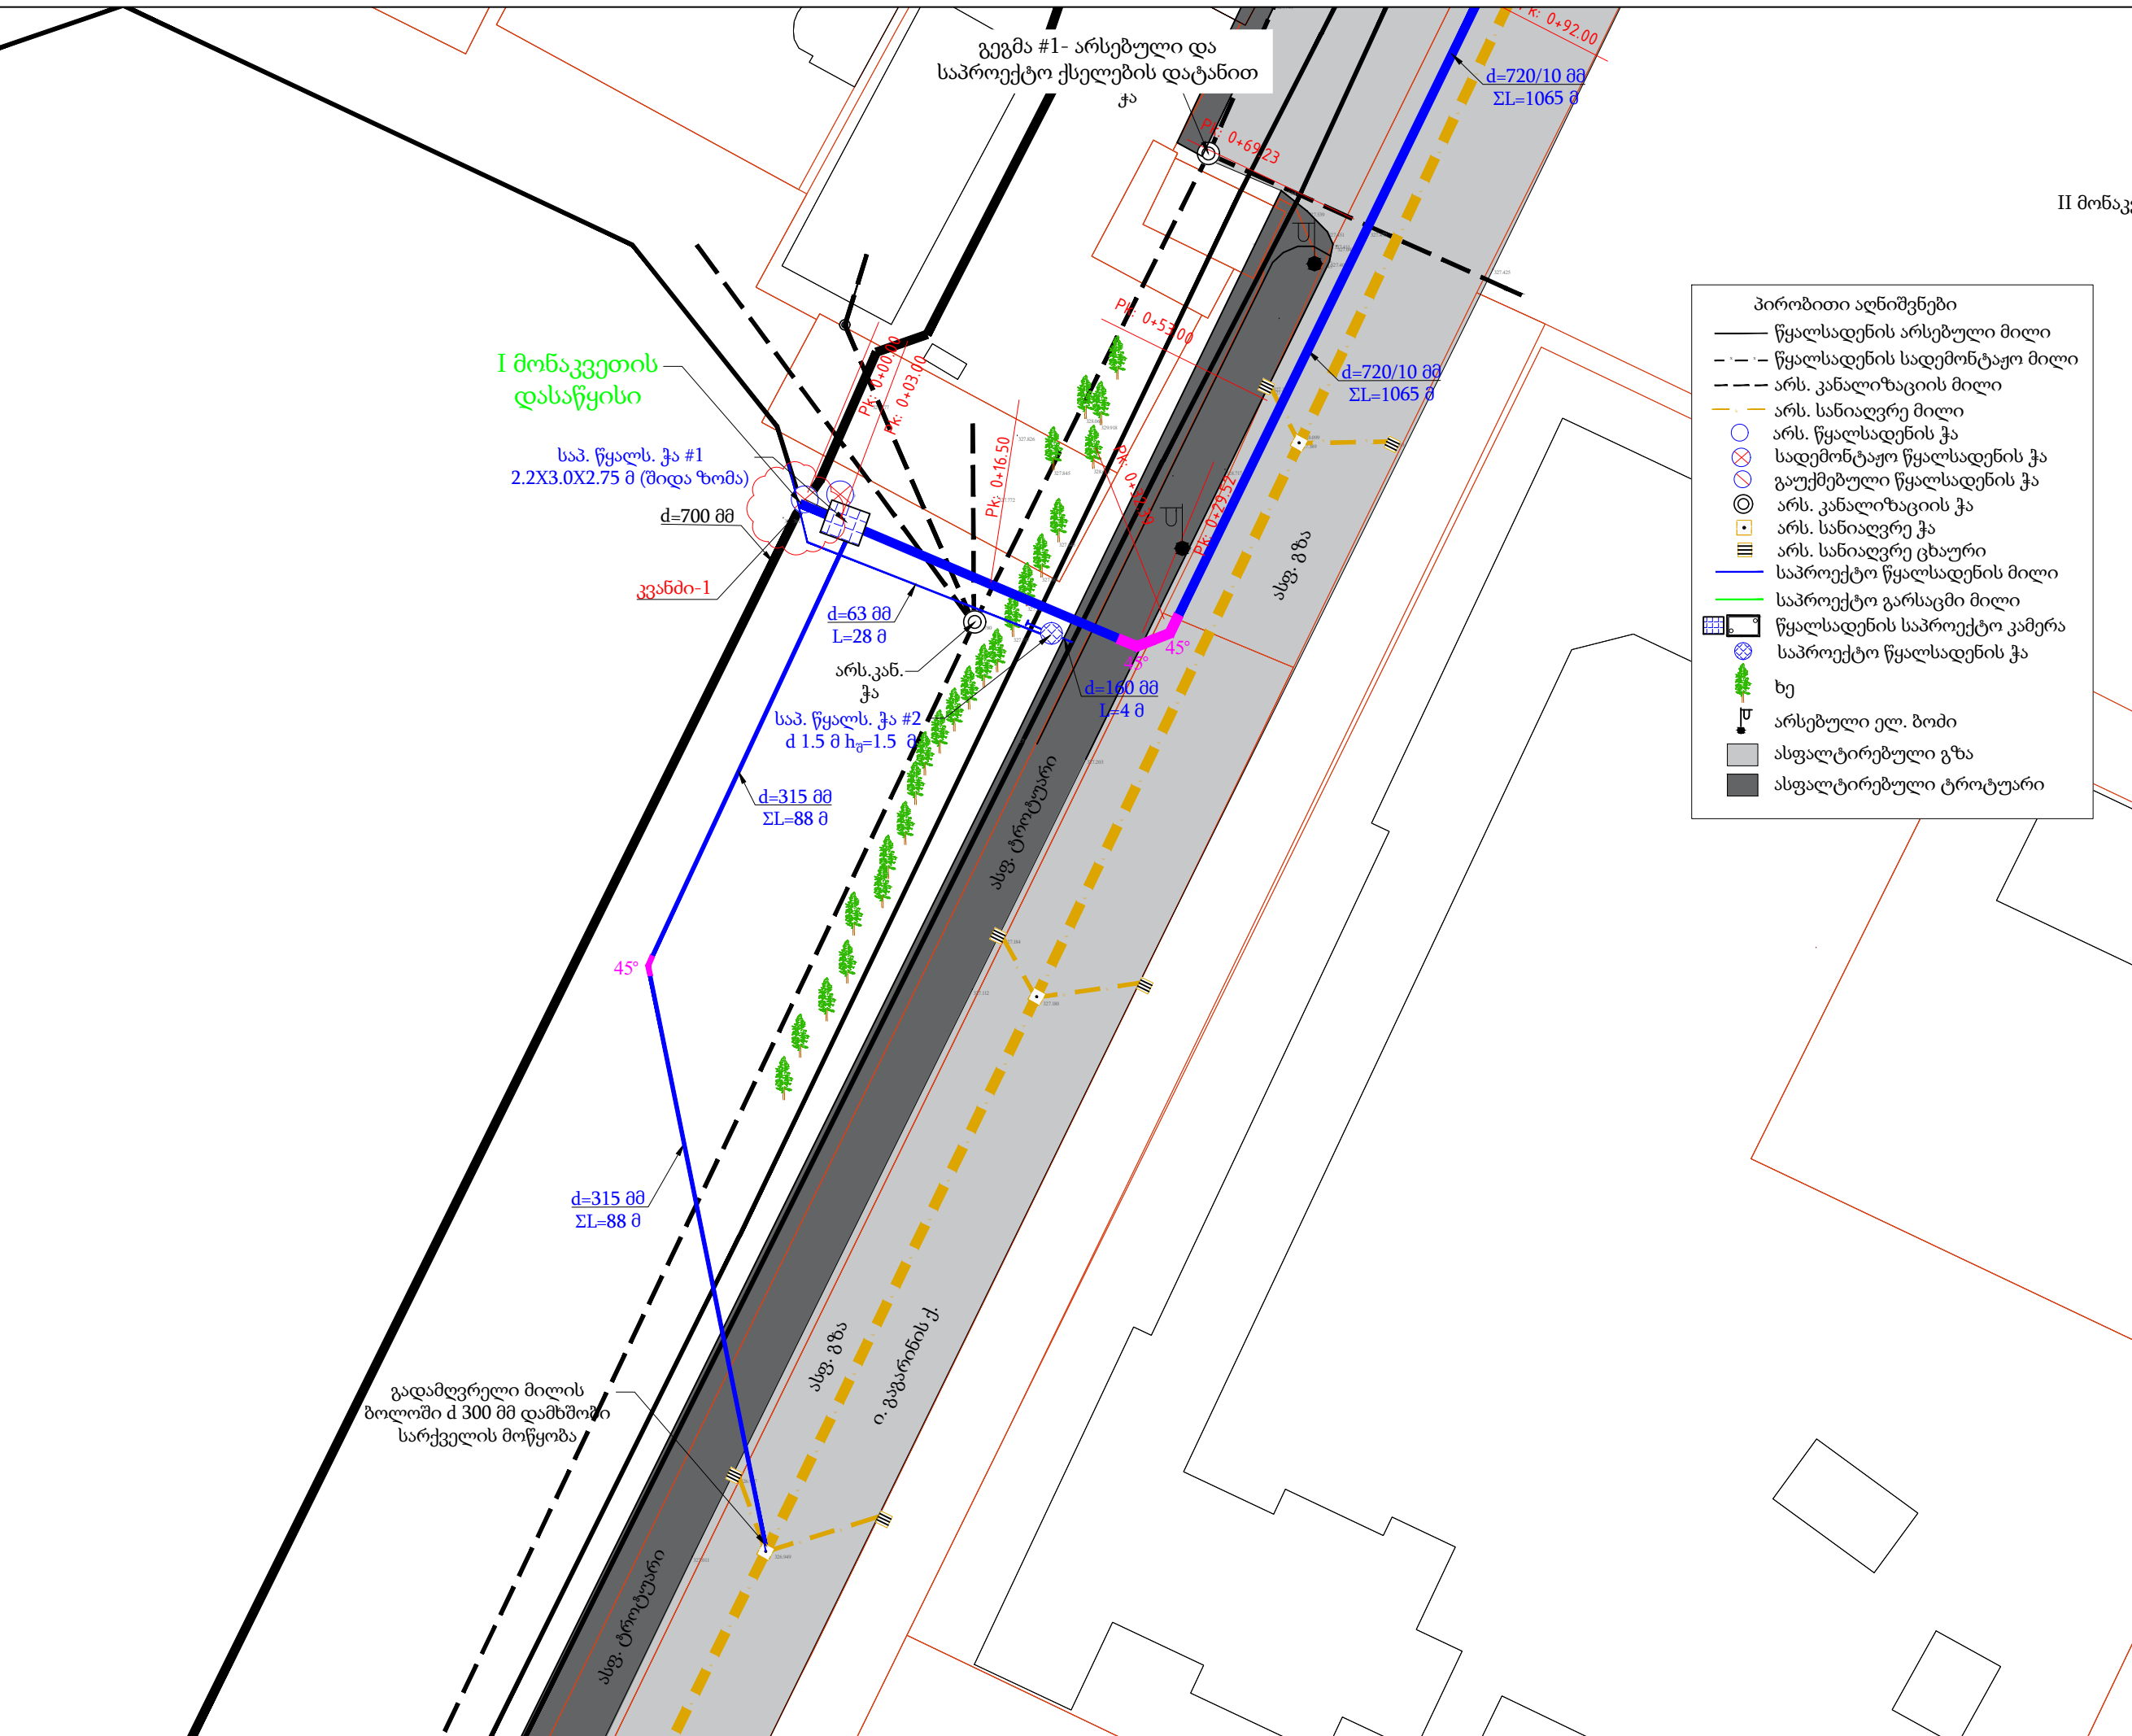 გეგმა #1- არსებული და
საპროექტო ქსელების დატანით
ჭა
Pk: 0+92.00
d=720/10 მმ
ΣL=1065 მ
Pk: 0+69.23
II მონაკვ
Pk: 0+53.00
d=720/10 მმ
ΣL=1065 მ
I მონაკვეთის
დასაწყისი
Pk: 0+00.00
Pk: 0+03.00
Pk: 0+16.50
Pk: 0+29.52
საპ. წყალს. ჭა #1
2.2X3.0X2.75 მ (შიდა ზომა)
d=700 მმ
კვანძი-1
d=63 მმ
L=28 მ
არს.კან.
ჭა
საპ. წყალს. ჭა #2
d 1.5 მ hშ=1.5 მ
45°
45°
d=160 მმ
L=4 მ
ასფ. გზა
d=315 მმ
ΣL=88 მ
ასფ. ტროტუარი
45°
d=315 მმ
ΣL=88 მ
ასფ. გზა
ი. გაგარინის ქ.
გადამღვრელი მილის
ბოლოში d 300 მმ დამხშობი
სარქველის მოწყობა
ასფ. ტროტუარი
პირობითი აღნიშვნები
წყალსადენის არსებული მილი
წყალსადენის სადემონტაჟო მილი
არს. კანალიზაციის მილი
არს. სანიაღვრე მილი
არს. წყალსადენის ჭა
სადემონტაჟო წყალსადენის ჭა
გაუქმებული წყალსადენის ჭა
არს. კანალიზაციის ჭა
არს. სანიაღვრე ჭა
არს. სანიაღვრე ცხაური
საპროექტო წყალსადენის მილი
საპროექტო გარსაცმი მილი
წყალსადენის საპროექტო კამერა
საპროექტო წყალსადენის ჭა
ხე
არსებული ელ. ბოძი
ასფალტირებული გზა
ასფალტირებული ტროტუარი